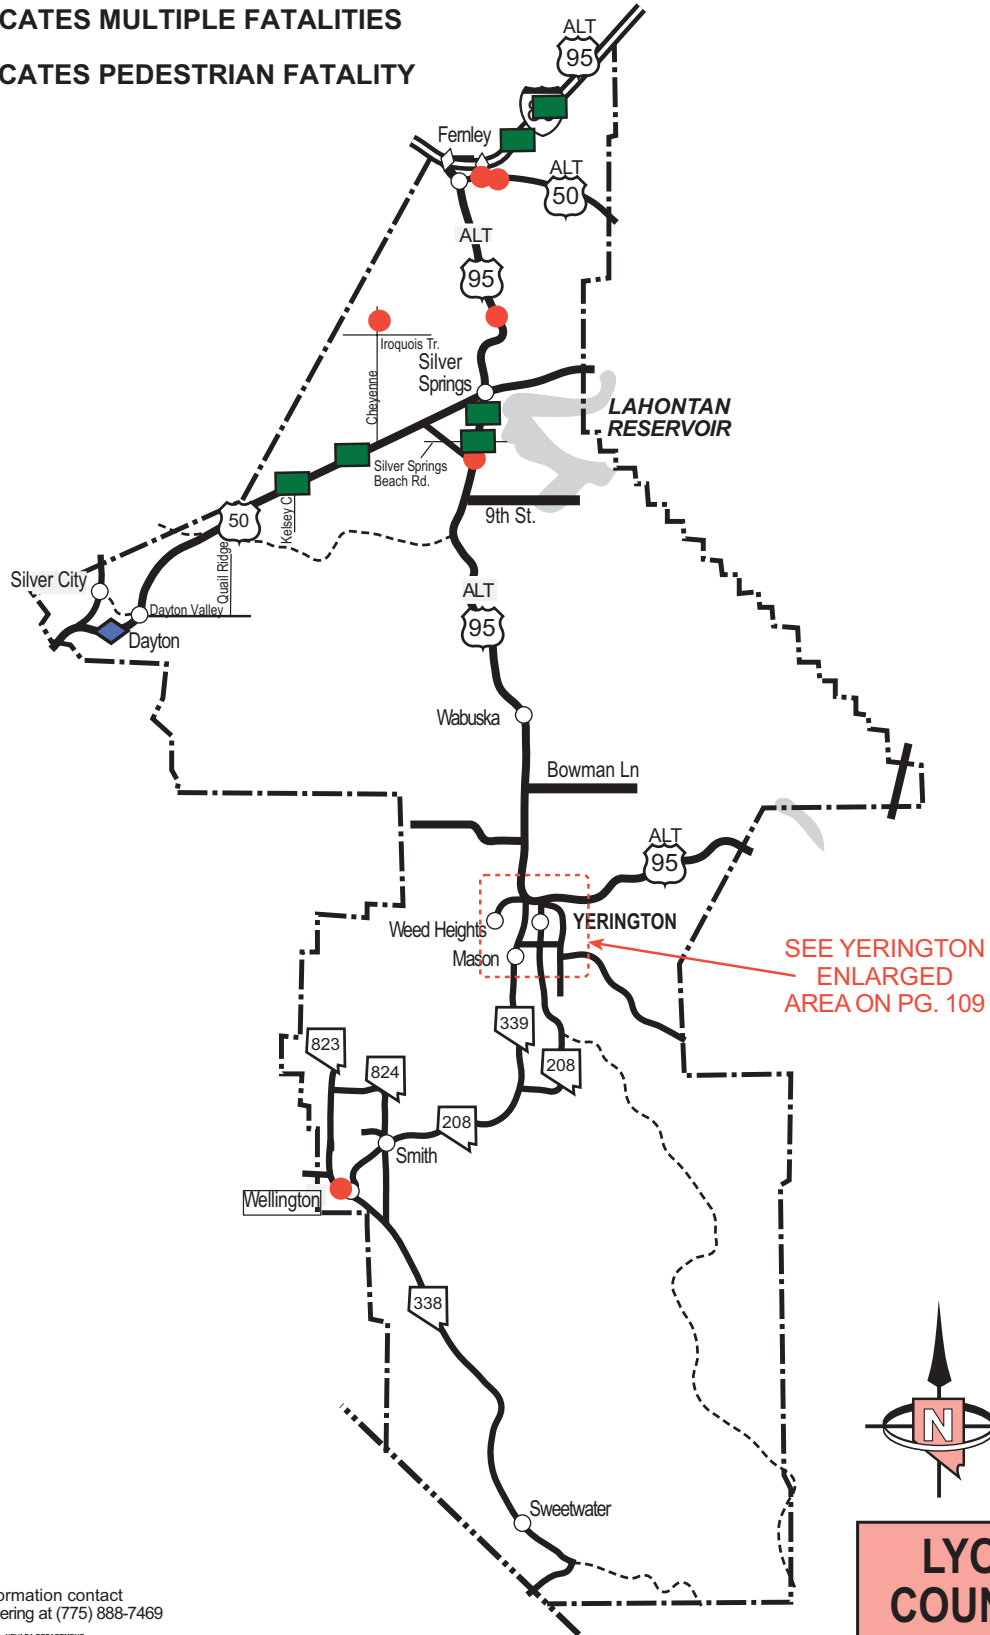 CATES MULTIPLE FATALITIES
CATES PEDESTRIAN FATALITY
ALT
95
Fernley
ALT
50
ALT
95
Iroquois Tr.
Cheyenne
Silver
Springs
LAHONTAN
RESERVOIR
Silver Springs
Beach Rd.
9th St.
50
Kelsey C
Quail Ridge
Silver City
Dayton Valley
Dayton
ALT
95
Wabuska
Bowman Ln
ALT
95
Weed Heights
YERINGTON
Mason
SEE YERINGTON
ENLARGED
AREA ON PG. 109
339
823
824
208
208
Smith
Wellington
338
N
Sweetwater
LYO
COUN
ormation contact
ering at (775) 888-7469